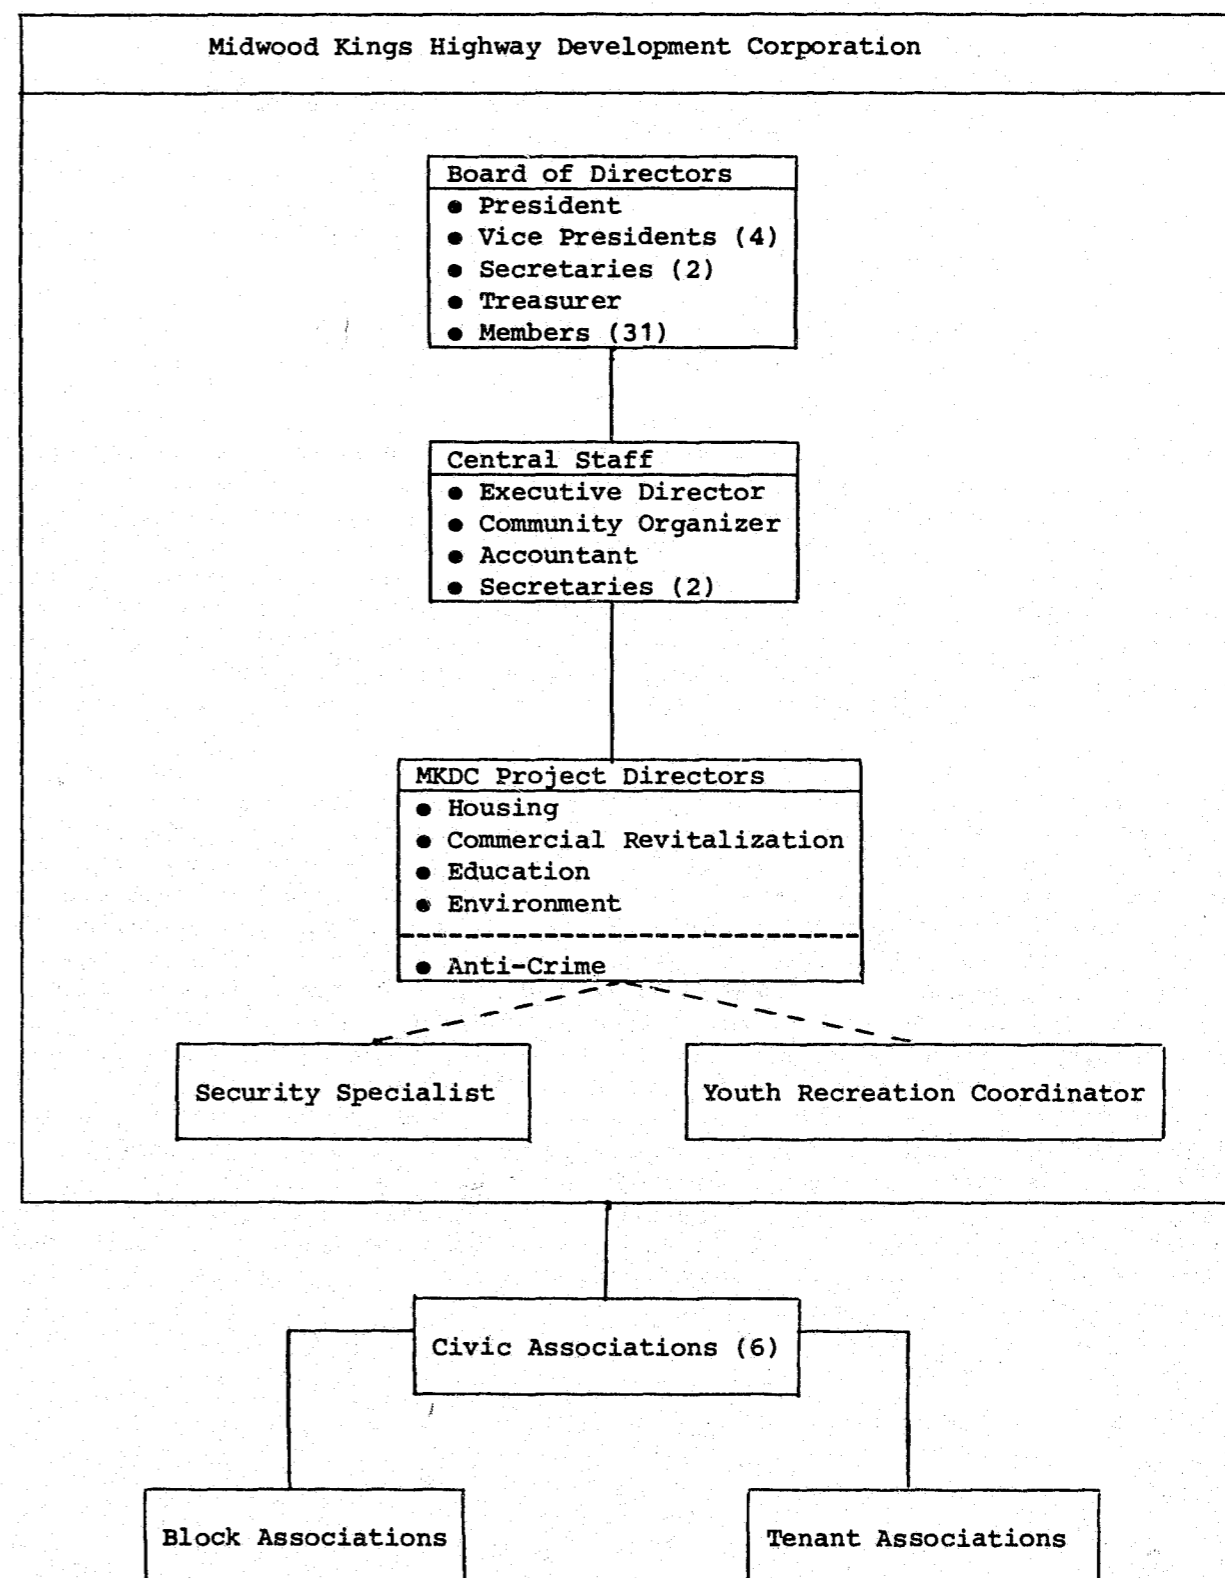 Midwood Kings Highway Development Corporation
Board of Directors
● President
● Vice Presidents (4)
● Secretaries (2)
● Treasurer
● Members (31)
Central Staff
● Executive Director
● Community Organizer
● Accountant
● Secretaries (2)
MKDC Project Directors
● Housing
● Commercial Revitalization
● Education
● Environment
● Anti-Crime
Security Specialist
Youth Recreation Coordinator
Civic Associations (6)
Block Associations
Tenant Associations